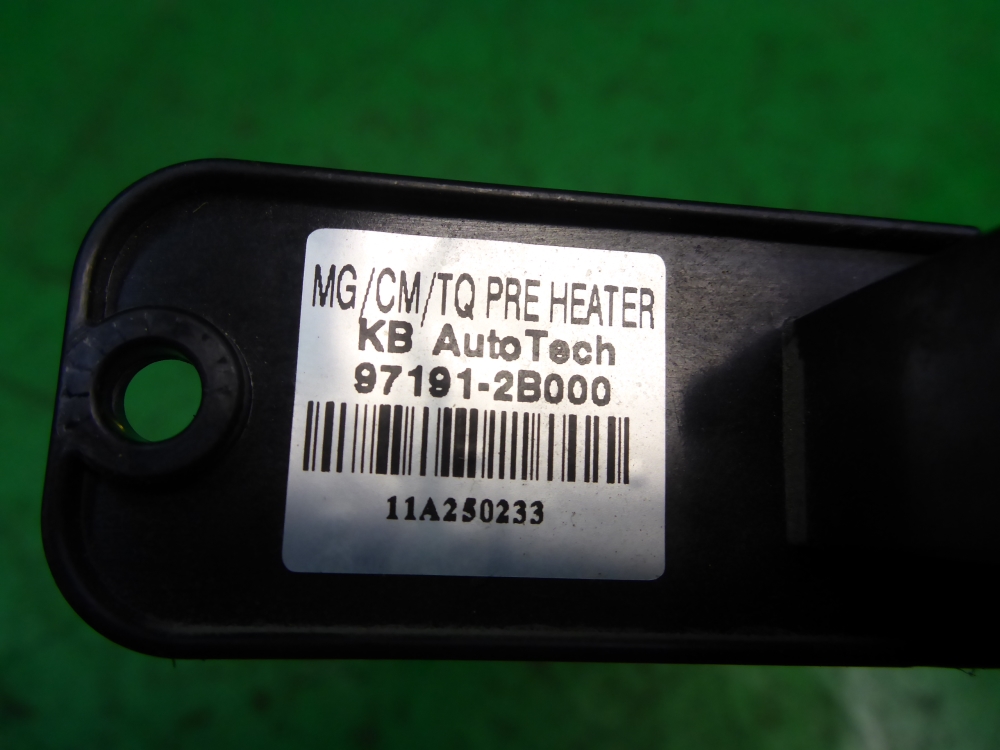 MG/CM/TQ PRE HEATER
KB AutoTech
97191-2B000
11A250233